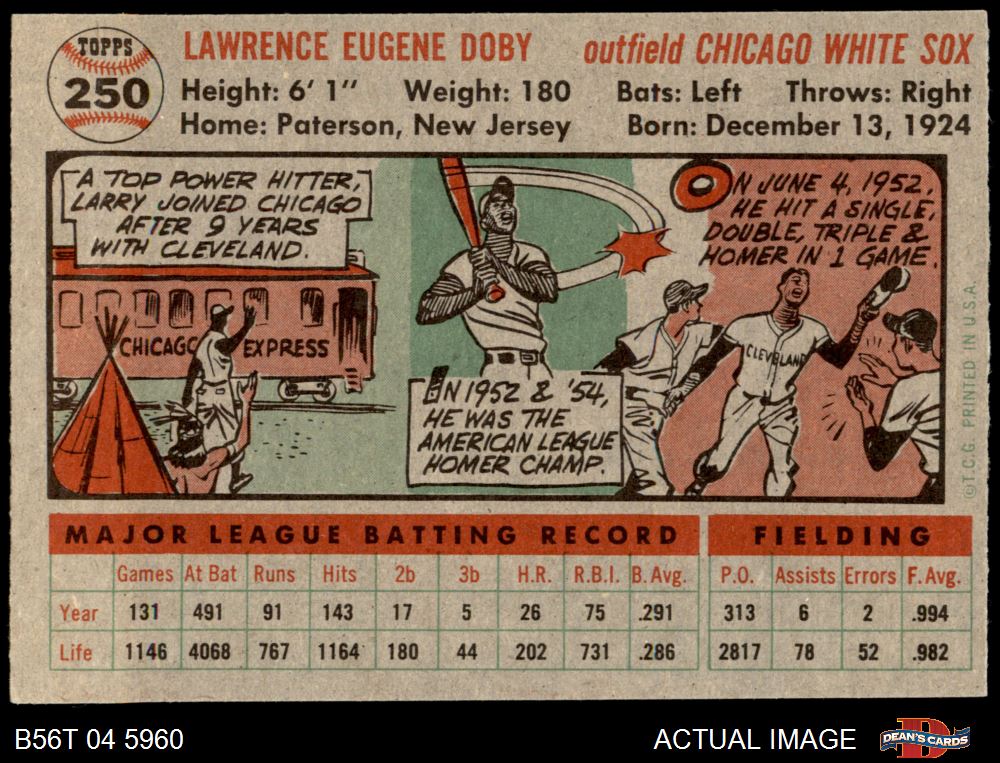 TOPPS
250
LAWRENCE EUGENE DOBY outfield CHICAGO WHITE SOX
Height: 6' 1" Weight: 180 Bats: Left Throws: Right
Home: Paterson, New Jersey Born: December 13, 1924
A TOP POWER HITTER,
LARRY JOINED CHICAGO
AFTER 9 YEARS
WITH CLEVELAND.
CHICAGO EXPRESS
IN 1952 & '54,
HE WAS THE
AMERICAN LEAGUE
HOMER CHAMP.
ON JUNE 4, 1952,
HE HIT A SINGLE,
DOUBLE, TRIPLE &
HOMER IN 1 GAME.
CLEVELAND
©T.C.G. PRINTED IN U.S.A.
MAJOR LEAGUE BATTING RECORD FIELDING
Games At Bat Runs Hits 2b 3b H.R. R.B.I. B. Avg. P.O. Assists Errors F. Avg.
Year 131 491 91 143 17 5 26 75 .291 313 6 2 .994
Life 1146 4068 767 1164 180 44 202 731 .286 2817 78 52 .982
B56T 04 5960 ACTUAL IMAGE D DEAN'S CARDS